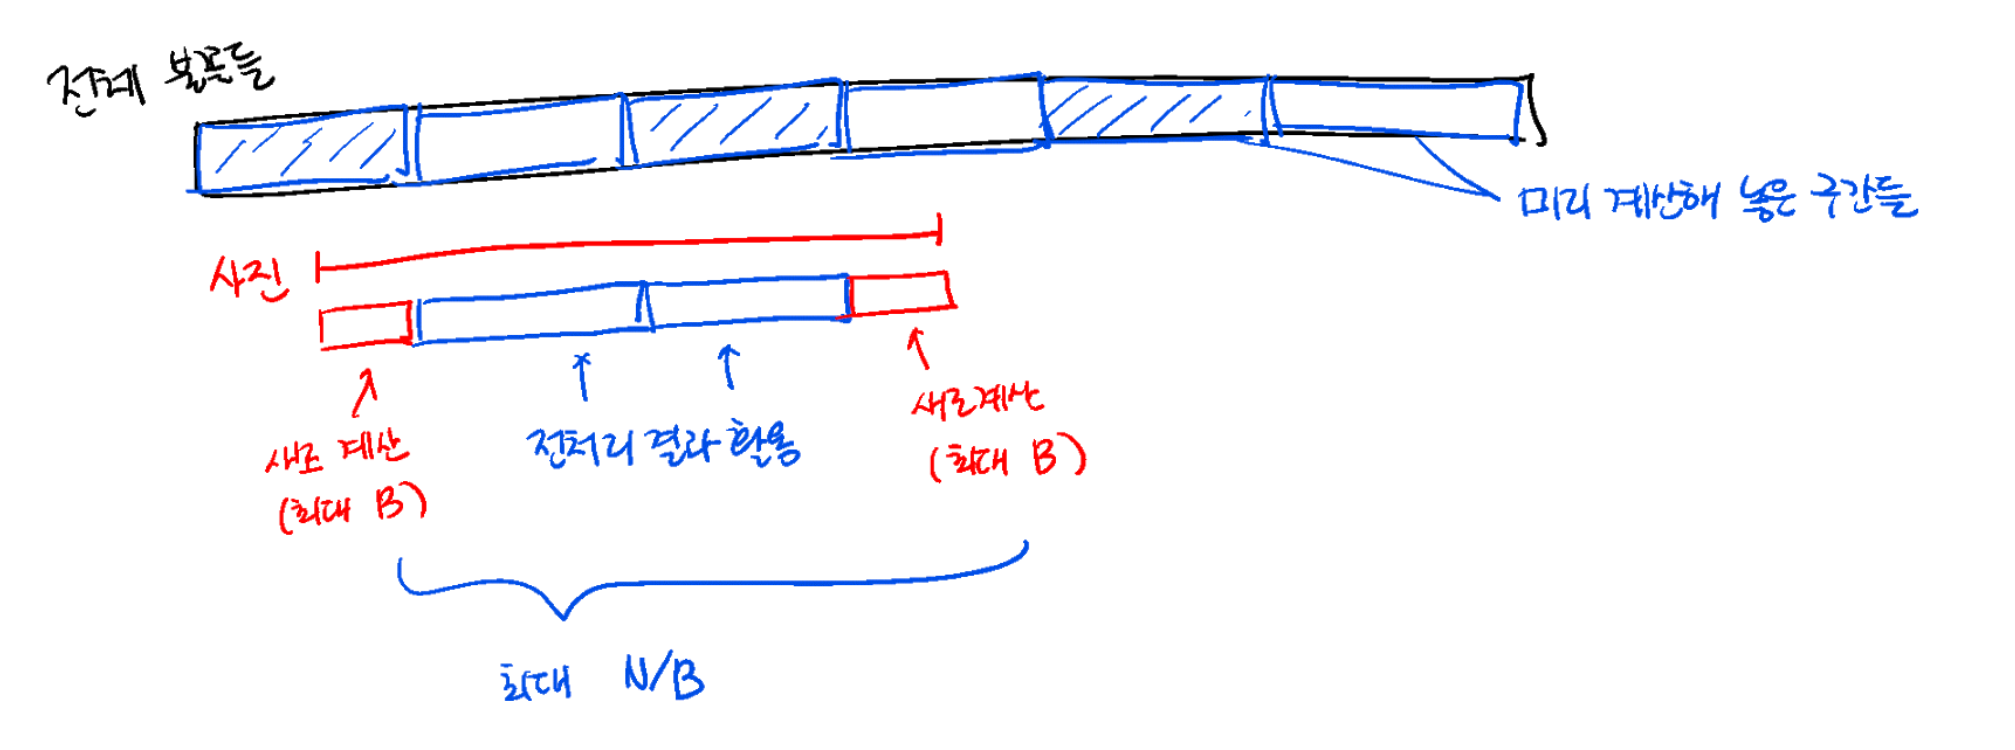 전체 볼트들
미리 계산해 놓은 구간들
사진
새로 계산
(최대 B)
전처리 결과 활용
새로 계산
(최대 B)
최대 N/B